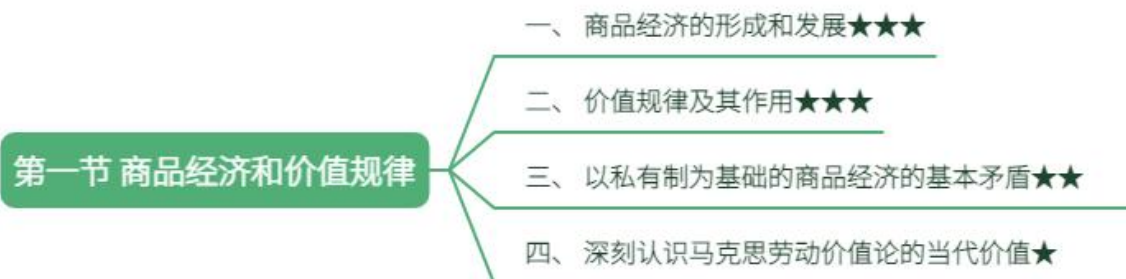 第一节 商品经济和价值规律
一、 商品经济的形成和发展★★★
二、 价值规律及其作用★★★
三、 以私有制为基础的商品经济的基本矛盾★★
四、 深刻认识马克思劳动价值论的当代价值★